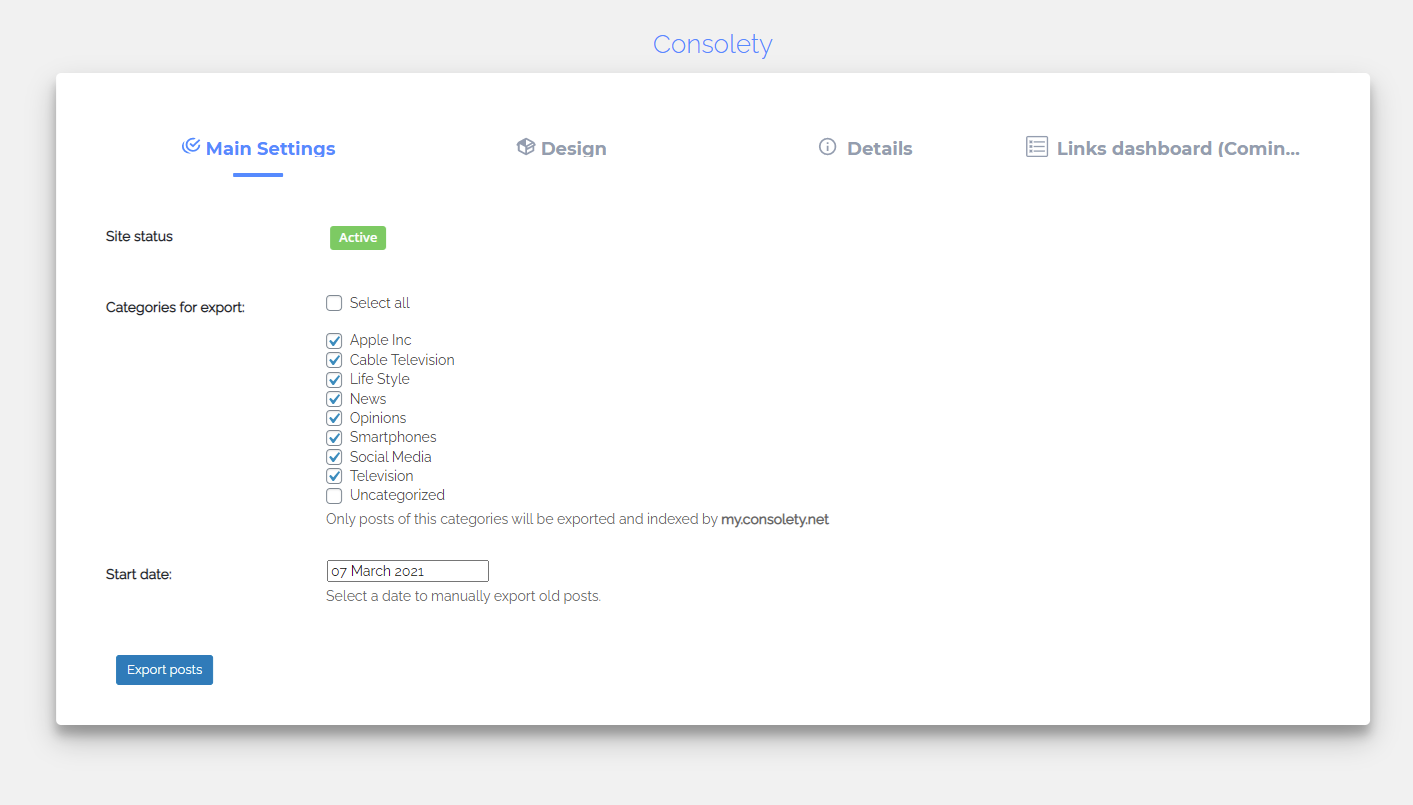 Consolety
Main Settings
Design
Details
Links dashboard (Comin...
Site status
Active
Categories for export:
Select all
Apple Inc
Cable Television
Life Style
News
Opinions
Smartphones
Social Media
Television
Uncategorized
Only posts of this categories will be exported and indexed by my.consolety.net
Start date:
07 March 2021
Select a date to manually export old posts.
Export posts